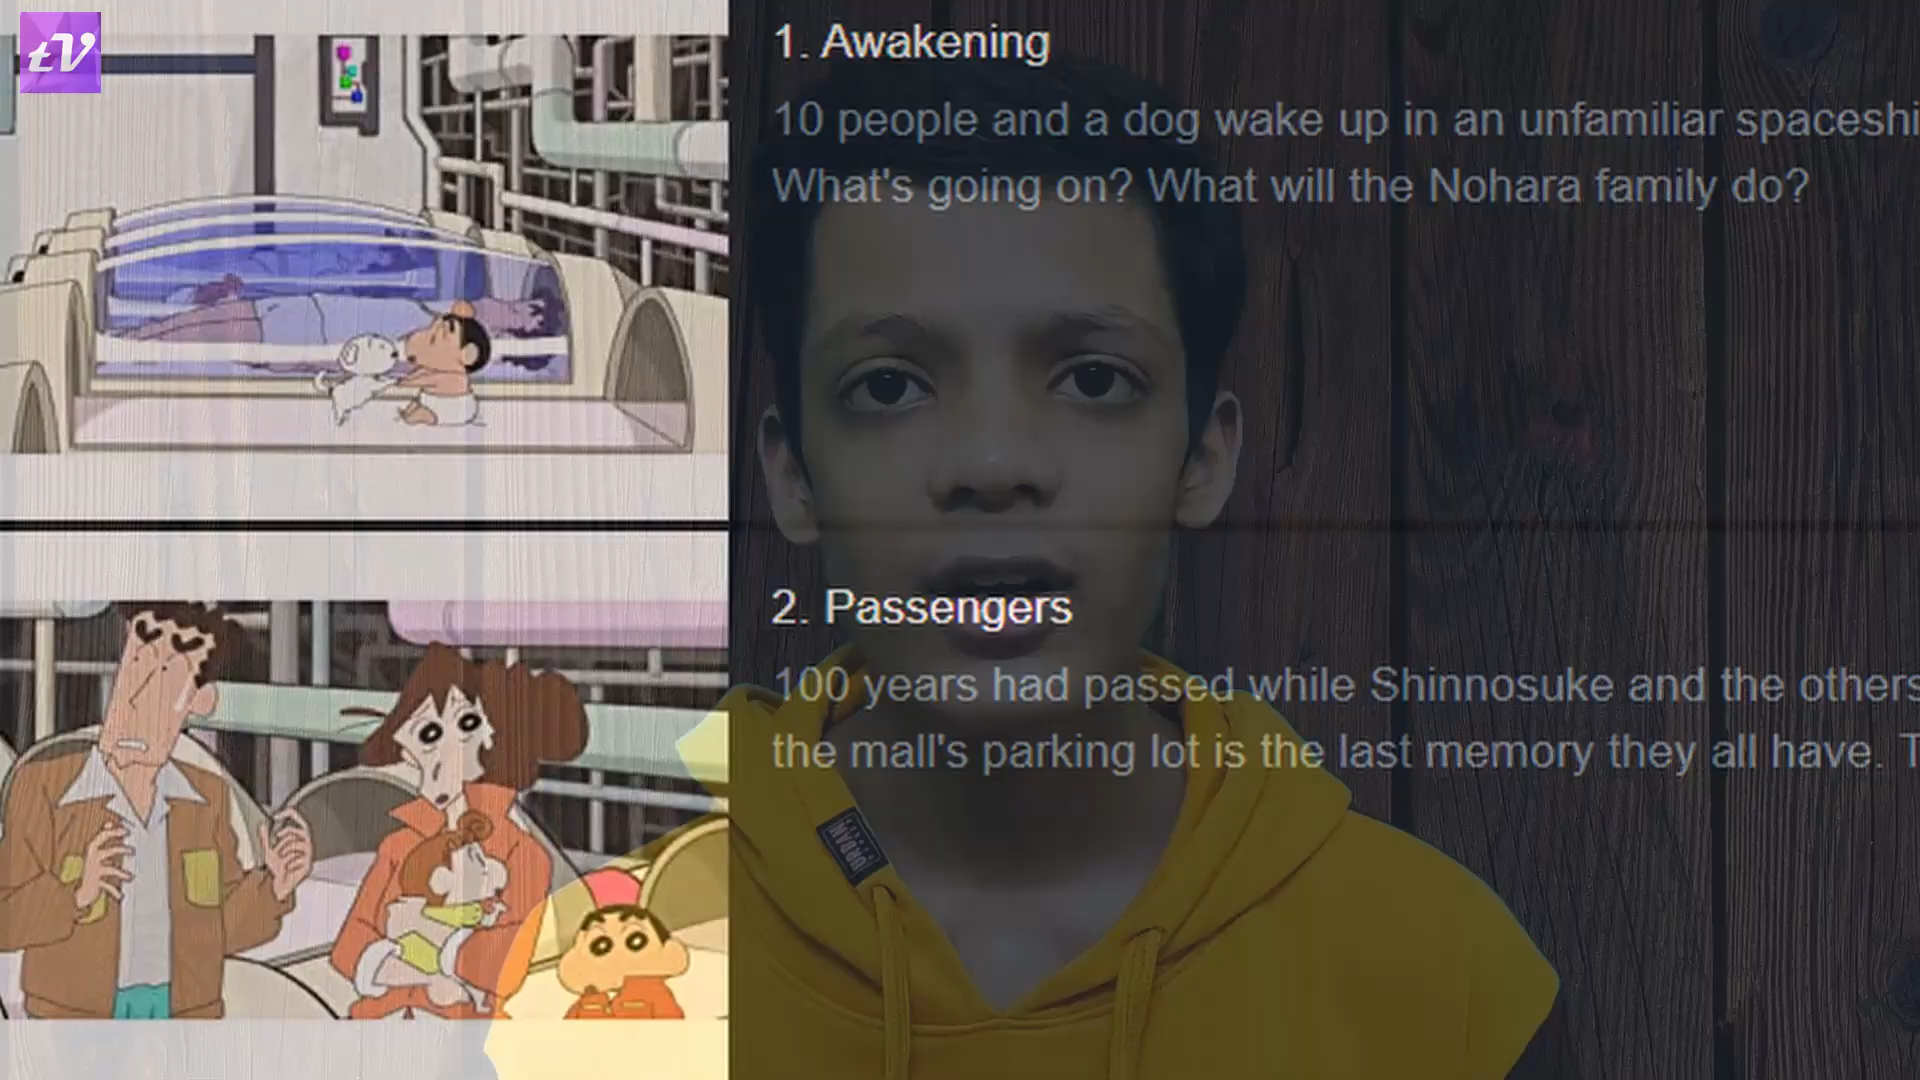 tV
1. Awakening
10 people and a dog wake up in an unfamiliar spaceshi
What's going on? What will the Nohara family do?
2. Passengers
100 years had passed while Shinnosuke and the others
the mall's parking lot is the last memory they all have. T
URBAN